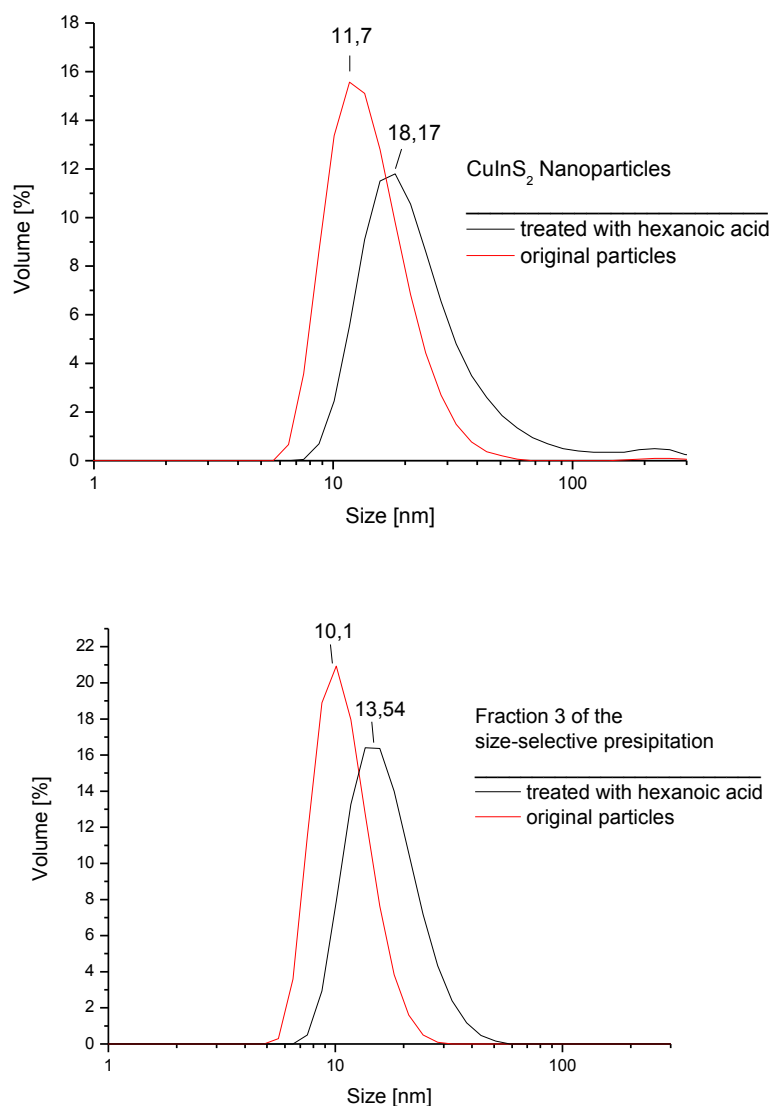 18
16
14
12
10
8
6
4
2
0
Volume [%]
11,7
18,17
CuInS₂ Nanoparticles
treated with hexanoic acid
original particles
1
10
100
Size [nm]
22
20
18
16
14
12
10
8
6
4
2
0
Volume [%]
10,1
13,54
Fraction 3 of the
size-selective presipitation
treated with hexanoic acid
original particles
1
10
100
Size [nm]